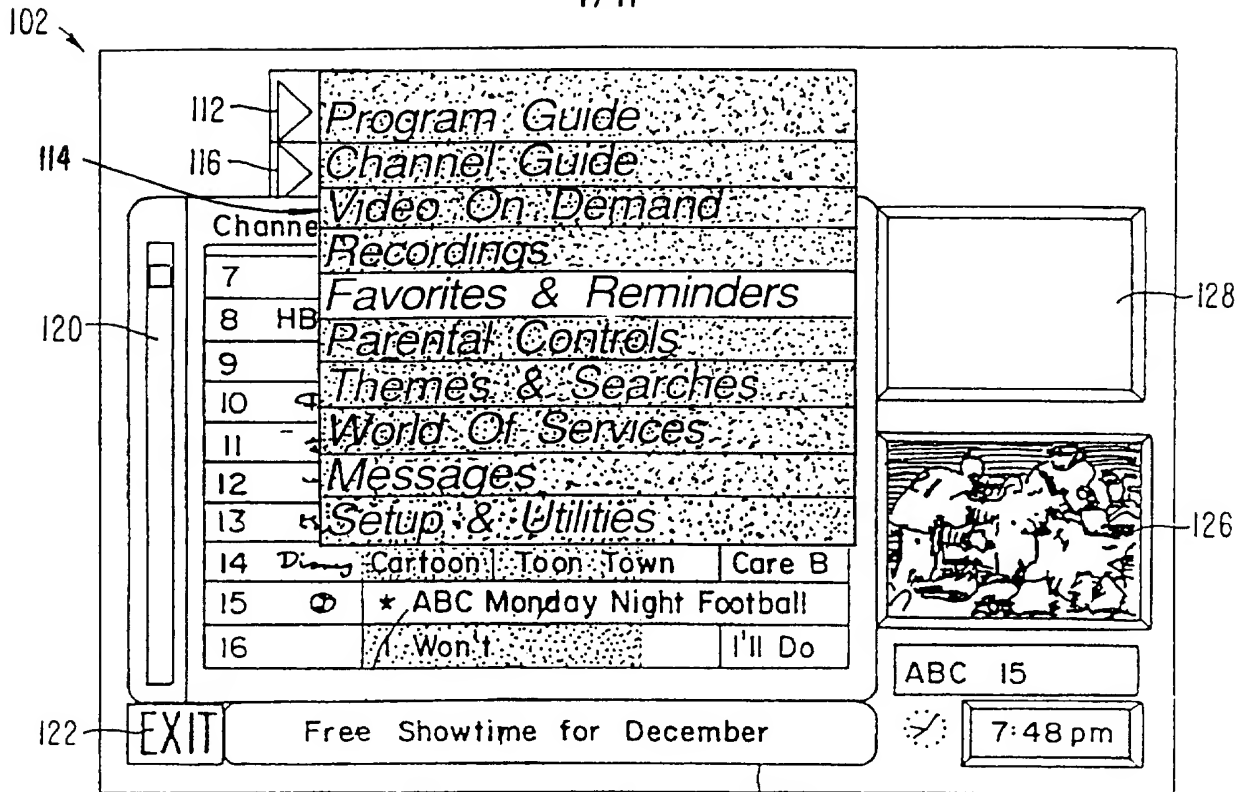 102
112
Program Guide
116
Channel Guide
114
Video On Demand
Channe
Recordings
7
Favorites & Reminders
128
120
8 HB
Parental Controls
9
Themes & Searches
10
World Of Services
11
Messages
12
Setup & Utilities
13
126
14 Disney Cartoon Toon Town Care B
15 * ABC Monday Night Football
16 I Won't I'll Do
ABC 15
122
EXIT
Free Showtime for December
7:48 pm